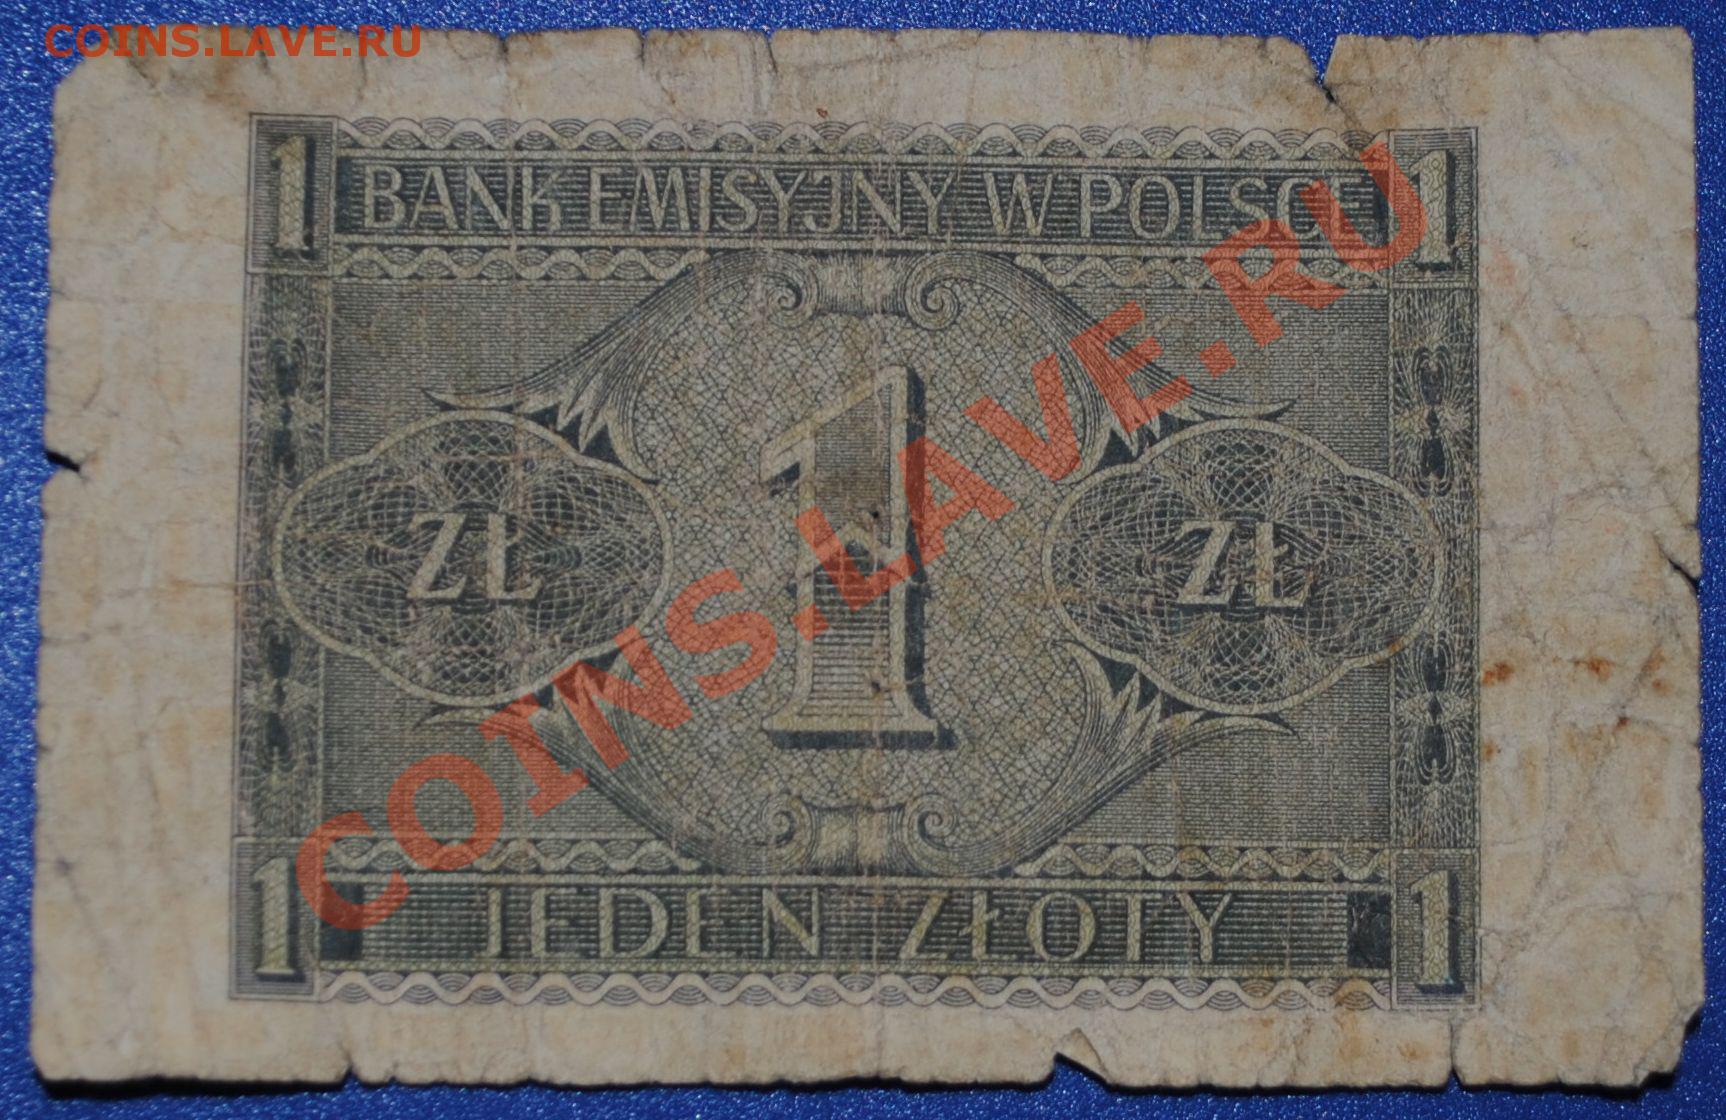 COINS.LAVE.RU
1 BANK EMISYJNY W POLSCE 1
ZŁ 1 ZŁ
COINS.LAVE.RU
1 JEDEN ZŁOTY 1